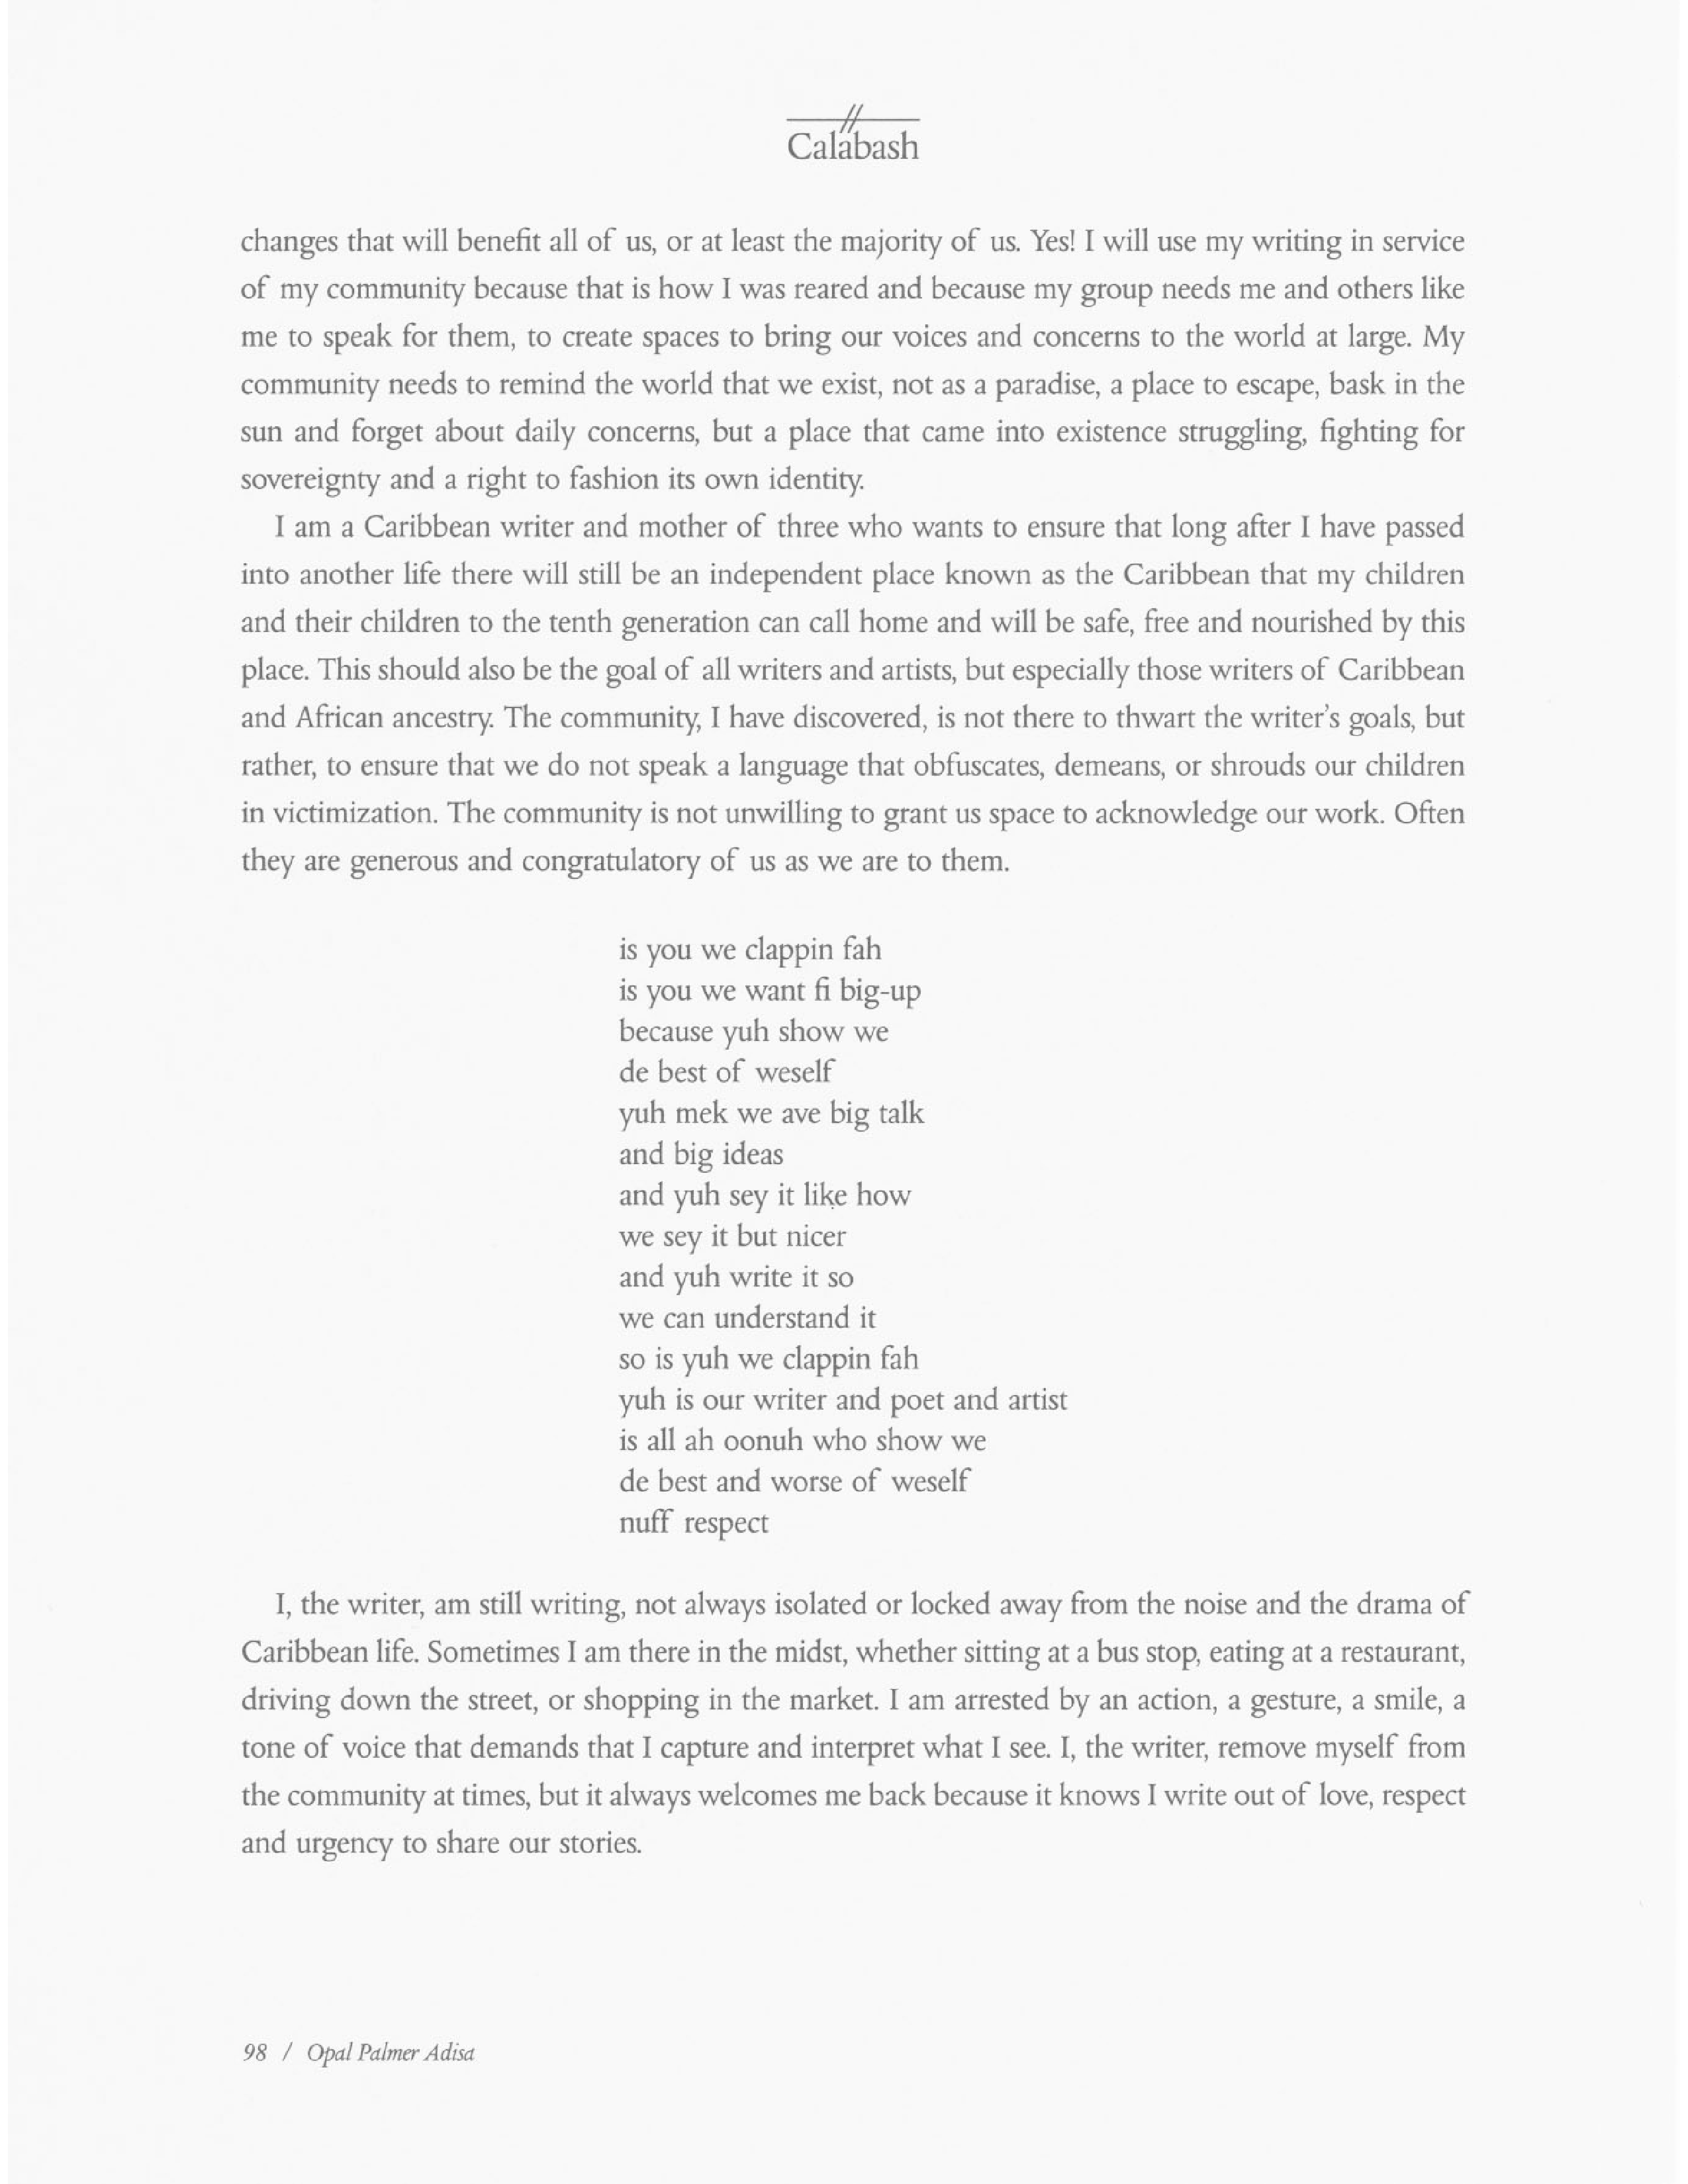 Calabash
changes that will benefit all of us, or at least the majority of us. Yes! I will use my writing in service
of my community because that is how I was reared and because my group needs me and others like
me to speak for them, to create spaces to bring our voices and concerns to the world at large. My
community needs to remind the world that we exist, not as a paradise, a place to escape, bask in the
sun and forget about daily concerns, but a place that came into existence struggling, fighting for
sovereignty and a right to fashion its own identity.
I am a Caribbean writer and mother of three who wants to ensure that long after I have passed
into another life there will still be an independent place known as the Caribbean that my children
and their children to the tenth generation can call home and will be safe, free and nourished by this
place. This should also be the goal of all writers and artists, but especially those writers of Caribbean
and African ancestry. The community, I have discovered, is not there to thwart the writer's goals, but
rather, to ensure that we do not speak a language that obfuscates, demeans, or shrouds our children
in victimization. The community is not unwilling to grant us space to acknowledge our work. Often
they are generous and congratulatory of us as we are to them.
is you we clappin fah
is you we want fi big-up
because yuh show we
de best of weself
yuh mek we ave big talk
and big ideas
and yuh sey it like how
we sey it but nicer
and yuh write it so
we can understand it
so is yuh we clappin fah
yuh is our writer and poet and artist
is all ah oonuh who show we
de best and worse of weself
nuff respect
I, the writer, am still writing, not always isolated or locked away from the noise and the drama of
Caribbean life. Sometimes I am there in the midst, whether sitting at a bus stop, eating at a restaurant,
driving down the street, or shopping in the market. I am arrested by an action, a gesture, a smile, a
tone of voice that demands that I capture and interpret what I see. I, the writer, remove myself from
the community at times, but it always welcomes me back because it knows I write out of love, respect
and urgency to share our stories.
98 / Opal Palmer Adisa